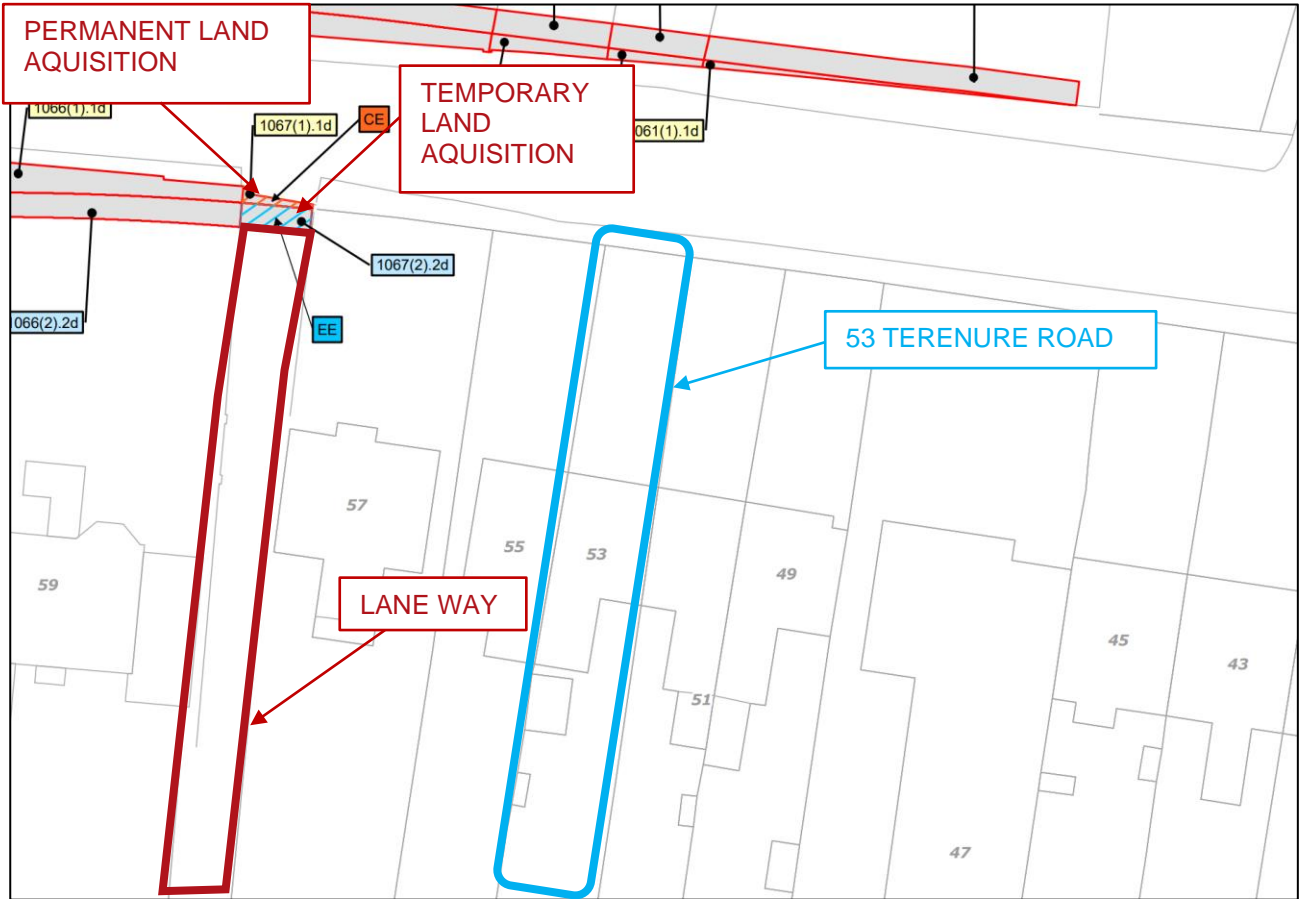 PERMANENT LAND
AQUISITION
TEMPORARY
LAND
AQUISITION
1066(1).1d
1067(1).1d
CE
061(1).1d
1067(2).2d
066(2).2d
EE
53 TERENURE ROAD
57
55
53
49
59
LANE WAY
45
43
51
47